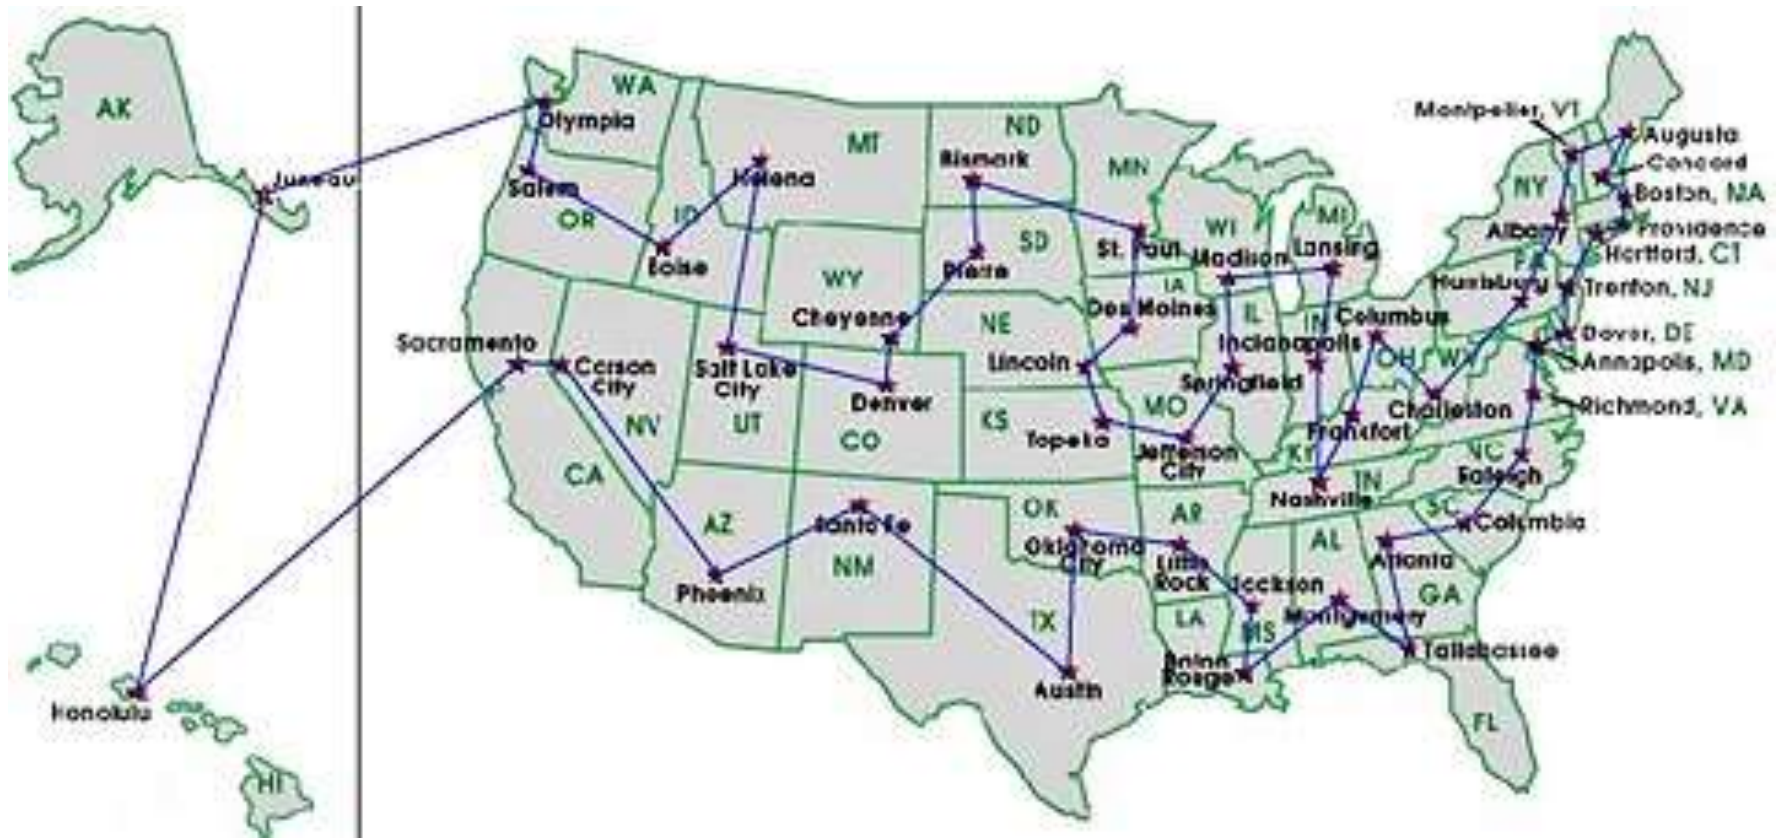 AK
Juneau
Honolulu
HI
WA
Olympia
Salem
OR
ID
Boise
MT
Helena
ND
Bismark
MN
St. Paul
SD
Pierre
WY
Cheyenne
WI
Madison
MI
Lansing
IA
Des Moines
NE
Lincoln
IL
Springfield
IN
Indianapolis
Columbus
OH
WV
Charleston
Sacramento
Carson
City
NV
CA
Salt Lake
City
UT
Denver
CO
KS
Topeka
MO
Jefferson
City
Frankfort
KY
Nashville
TN
AZ
Phoenix
Santa Fe
NM
OK
Oklahoma
City
AR
Little
Rock
TX
Austin
LA
Baton
Rouge
Jackson
MS
AL
Montgomery
Atlanta
GA
Tallahassee
FL
SC
Columbia
NC
Raleigh
Montpelier, VT
Augusta
Concord
Boston, MA
Providence
Hartford, CT
NY
Albany
PA
Harrisburg
Trenton, NJ
Dover, DE
Annapolis, MD
Richmond, VA